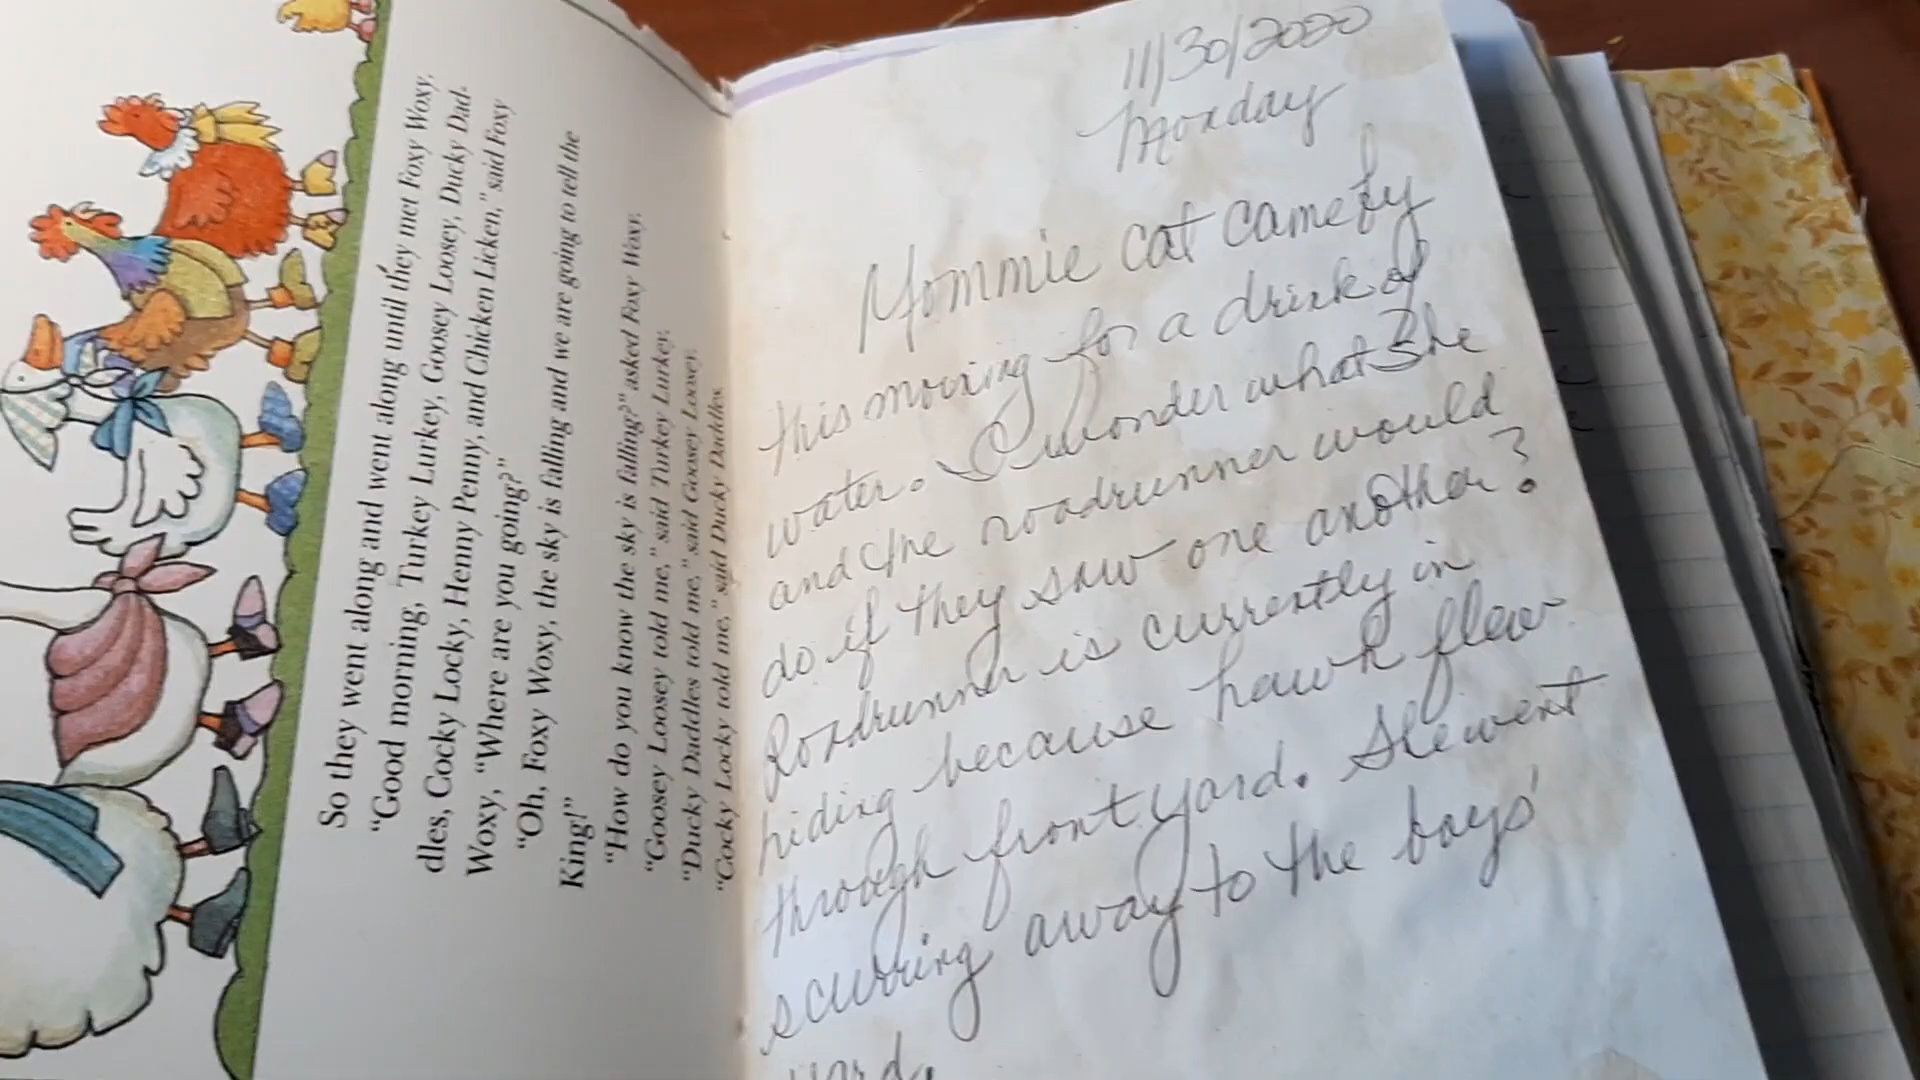 So they went along and went along until they met Foxy Woxy.
“Good morning, Turkey Lurkey, Goosey Loosey, Ducky Dad-
dles, Cocky Locky, Henny Penny, and Chicken Licken,” said Foxy
Woxy, “Where are you going?”
“Oh, Foxy Woxy, the sky is falling and we are going to tell the
King!”
“How do you know the sky is falling?” asked Foxy Woxy.
“Goosey Loosey told me,” said Turkey Lurkey.
“Ducky Daddles told me,” said Goosey Loosey.
“Cocky Locky told me,” said Ducky Daddles.
11/30/2020
Monday
Mommie cat came by
this morning for a drink of
water. I wonder what she
and the roadrunner would
do if they saw one another?
Roadrunner is currently in
hiding because hawk flew
through front yard. She went
scurring away to the boys'
yard.